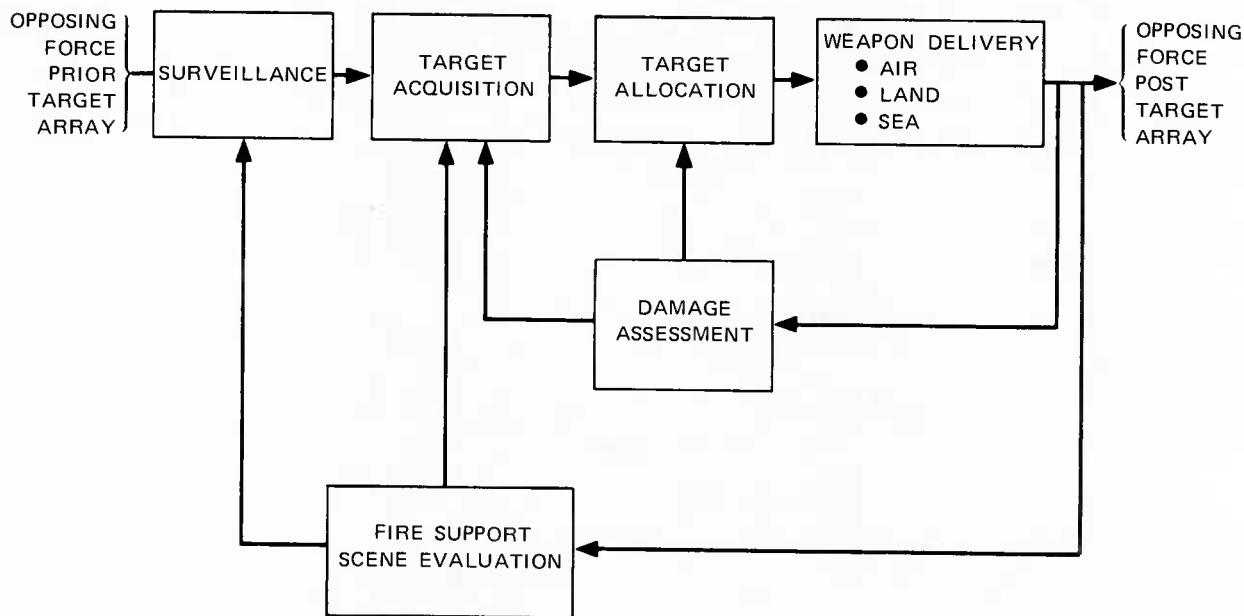 OPPOSING
FORCE
PRIOR
TARGET
ARRAY
SURVEILLANCE
TARGET
ACQUISITION
TARGET
ALLOCATION
WEAPON DELIVERY
● AIR
● LAND
● SEA
OPPOSING
FORCE
POST
TARGET
ARRAY
DAMAGE
ASSESSMENT
FIRE SUPPORT
SCENE EVALUATION